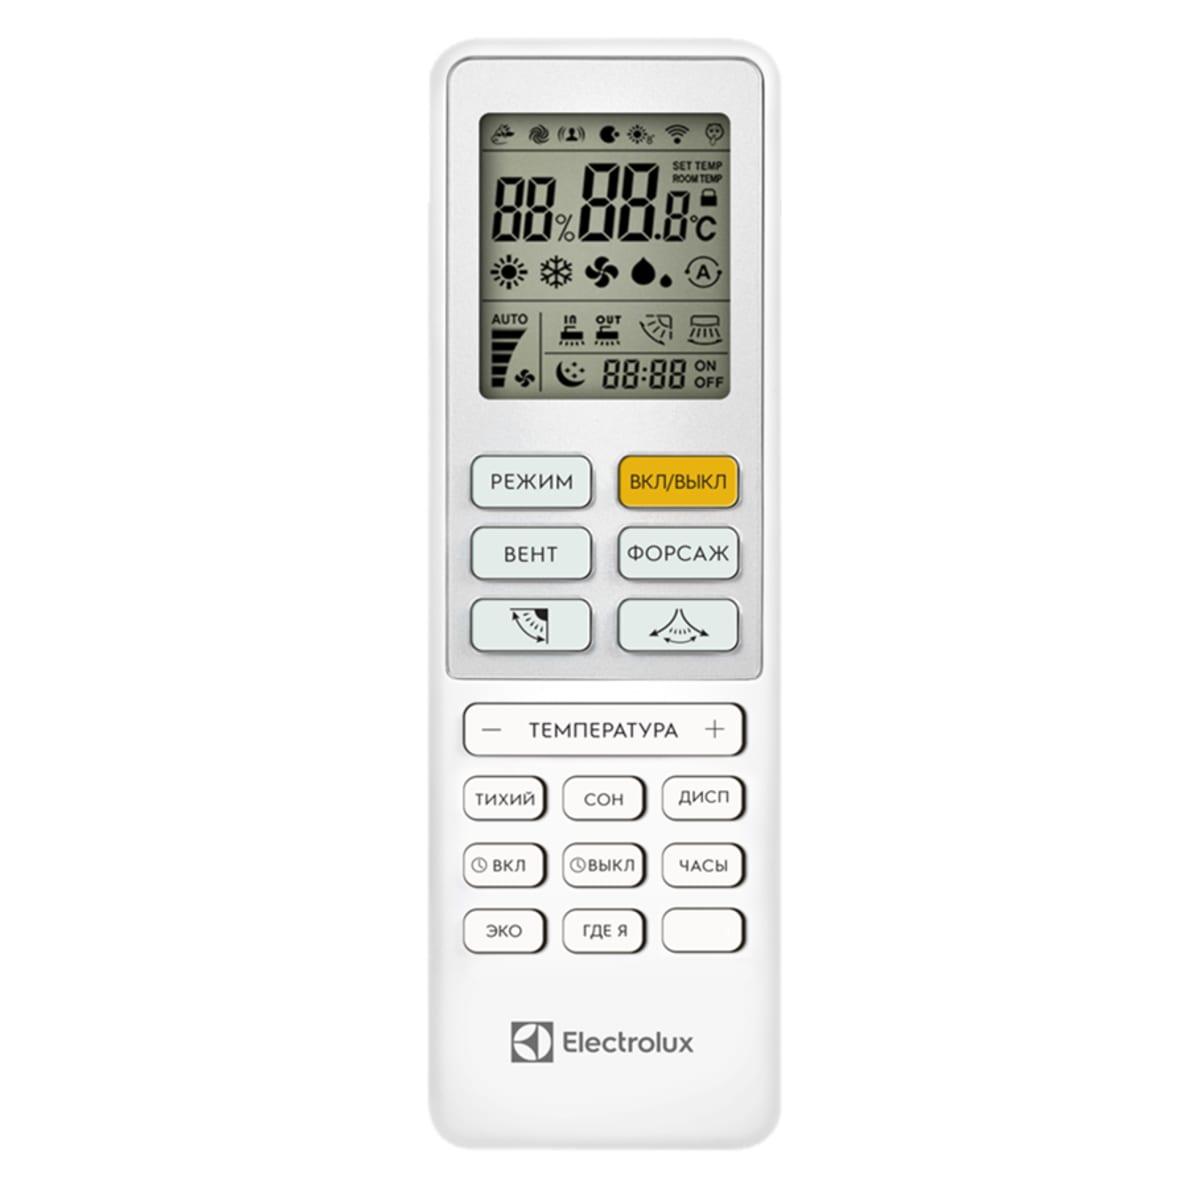 SET TEMP
ROOM TEMP
88% 88.8°C
A
AUTO
IN OUT
88:88 ON
OFF
РЕЖИМ ВКЛ/ВЫКЛ
ВЕНТ ФОРСАЖ
– ТЕМПЕРАТУРА +
ТИХИЙ СОН ДИСП
ВКЛ ВЫКЛ ЧАСЫ
ЭКО ГДЕ Я
Electrolux